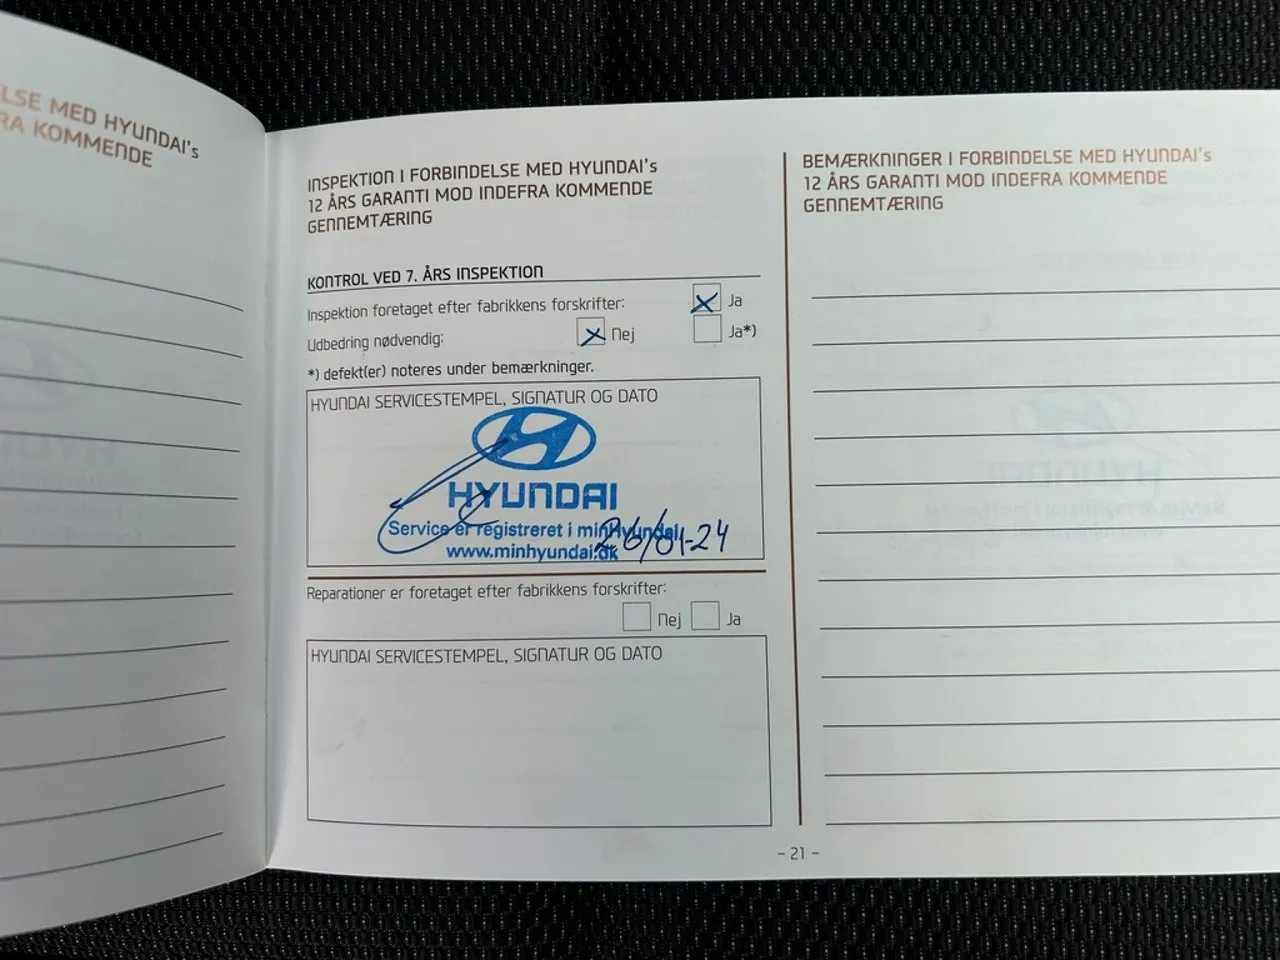 LSE MED HYUNDAI's
RA KOMMENDE
INSPEKTION I FORBINDELSE MED HYUNDAI's
12 ÅRS GARANTI MOD INDEFRA KOMMENDE
GENNEMTÆRING
KONTROL VED 7. ÅRS INSPEKTION
Inspektion foretaget efter fabrikkens forskrifter: Ja
Udbedring nødvendig: Nej Ja*)
*) defekt(er) noteres under bemærkninger.
HYUNDAI SERVICESTEMPEL, SIGNATUR OG DATO
HYUNDAI
Service er registreret i minHyundai
www.minhyundai.dk
26/01-24
Reparationer er foretaget efter fabrikkens forskrifter:
Nej Ja
HYUNDAI SERVICESTEMPEL, SIGNATUR OG DATO
BEMÆRKNINGER I FORBINDELSE MED HYUNDAI's
12 ÅRS GARANTI MOD INDEFRA KOMMENDE
GENNEMTÆRING
- 21 -